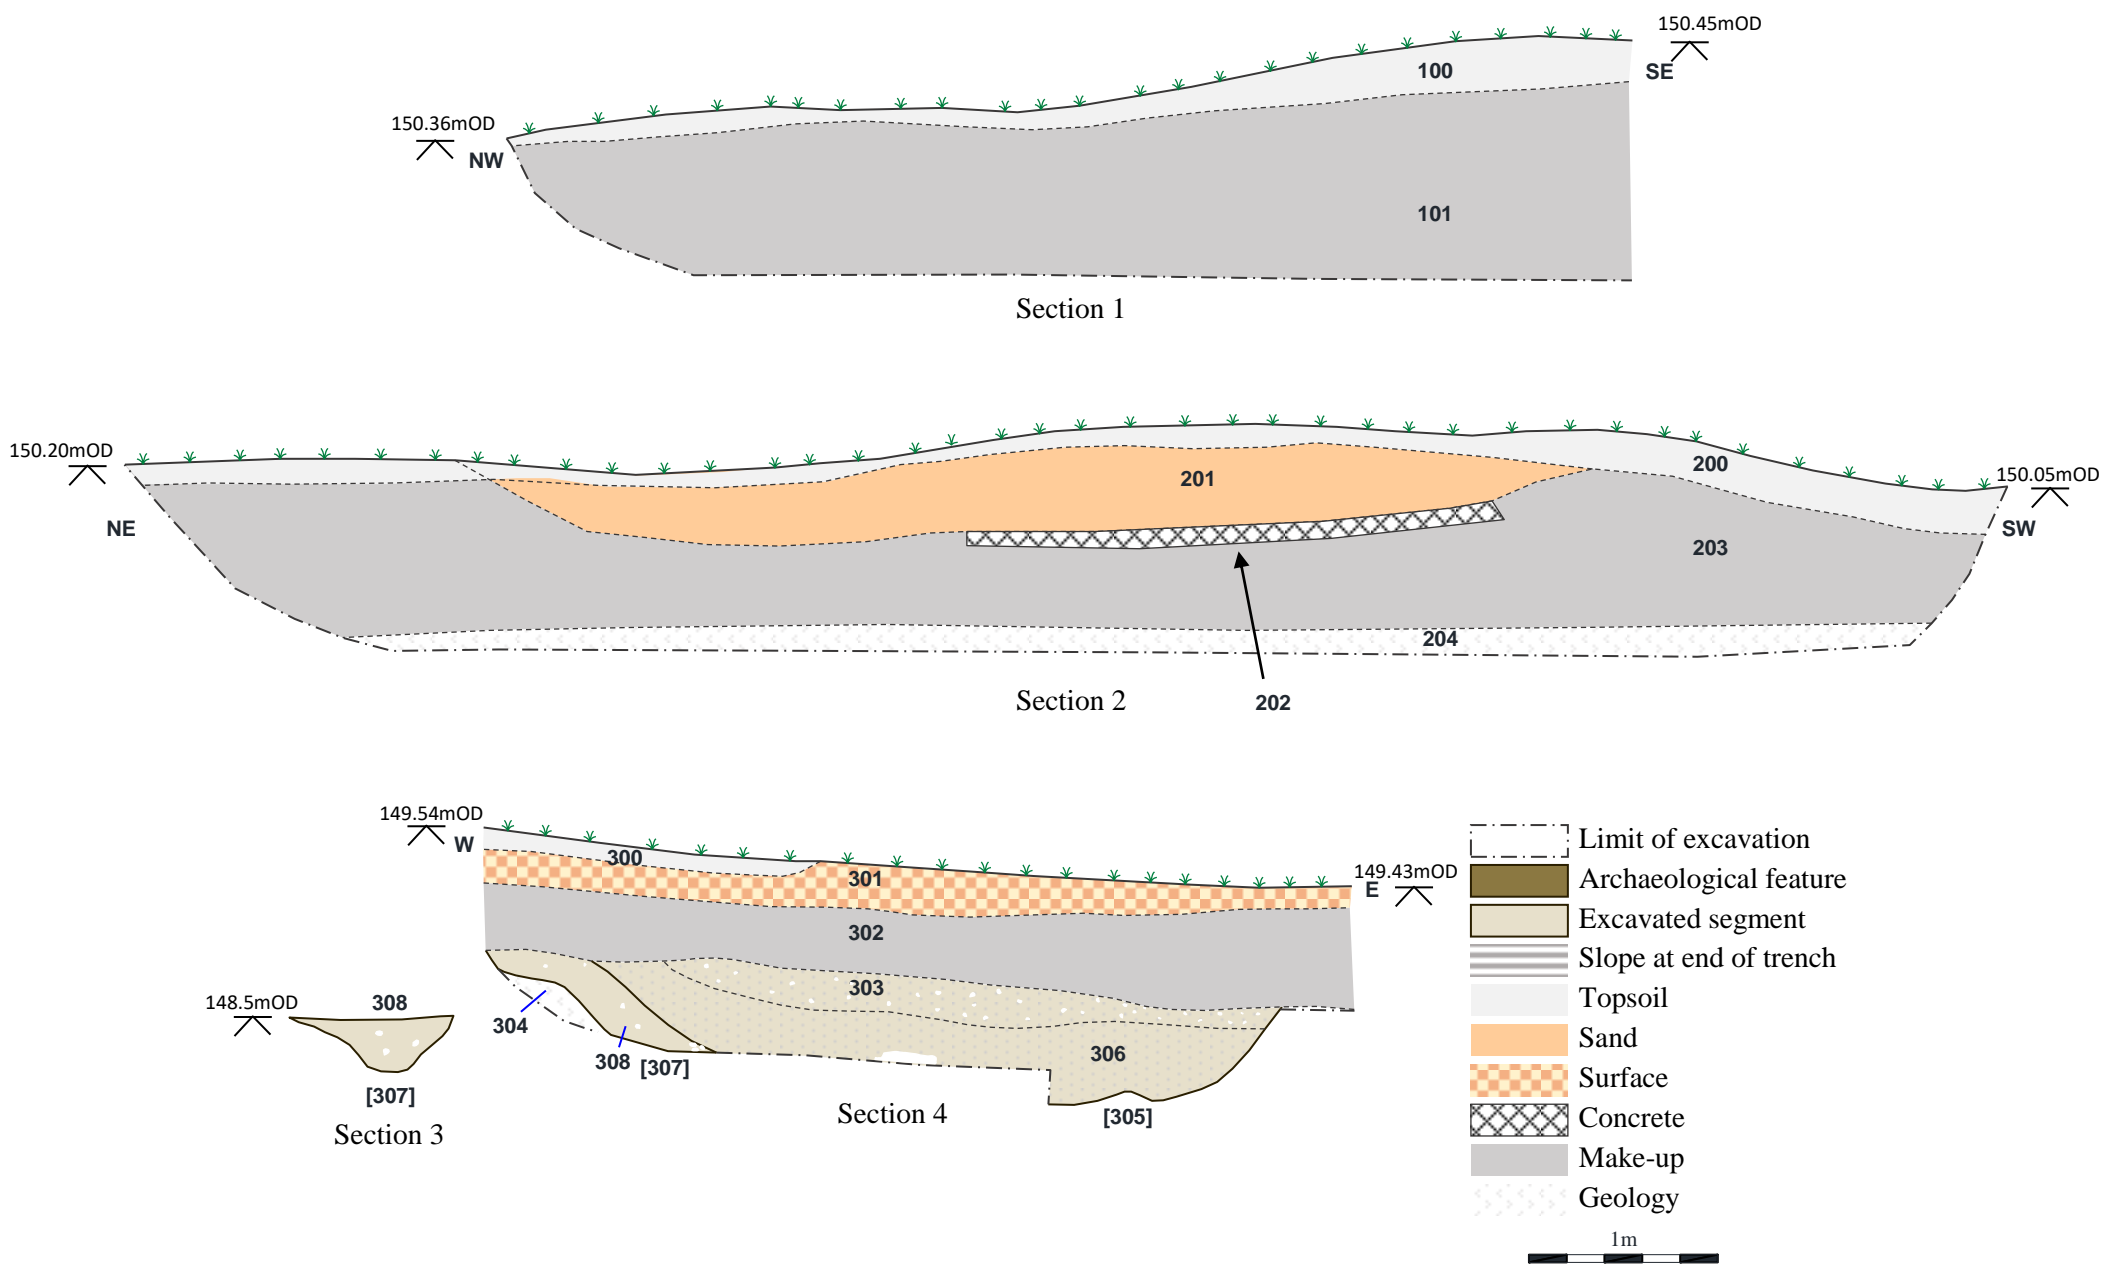 150.45mOD
100
SE
150.36mOD
NW
101
Section 1
150.20mOD
201
200
150.05mOD
NE
SW
203
204
Section 2
202
149.54mOD
W
300
301
149.43mOD
E
302
303
148.5mOD
308
304
306
308
[307]
[307]
[305]
Section 4
Section 3
Limit of excavation
Archaeological feature
Excavated segment
Slope at end of trench
Topsoil
Sand
Surface
Concrete
Make-up
Geology
1m